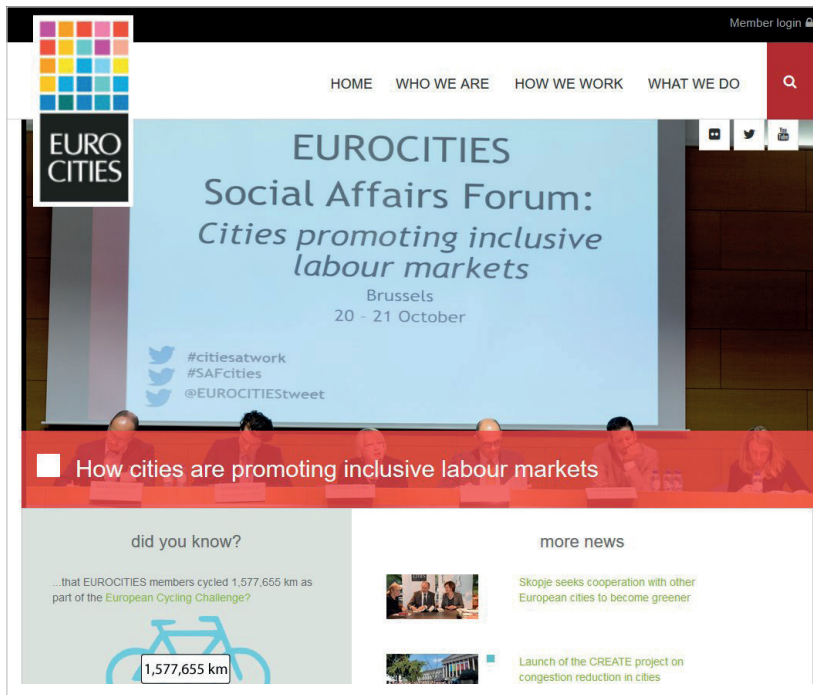 Member login
EURO
CITIES
HOME WHO WE ARE HOW WE WORK WHAT WE DO
You
Tube
EUROCITIES
Social Affairs Forum:
Cities promoting inclusive
labour markets
Brussels
20 - 21 October
#citiesatwork
#SAFcities
@EUROCITIEStweet
How cities are promoting inclusive labour markets
did you know?
...that EUROCITIES members cycled 1,577,655 km as
part of the European Cycling Challenge?
1,577,655 km
more news
Skopje seeks cooperation with other
European cities to become greener
Launch of the CREATE project on
congestion reduction in cities